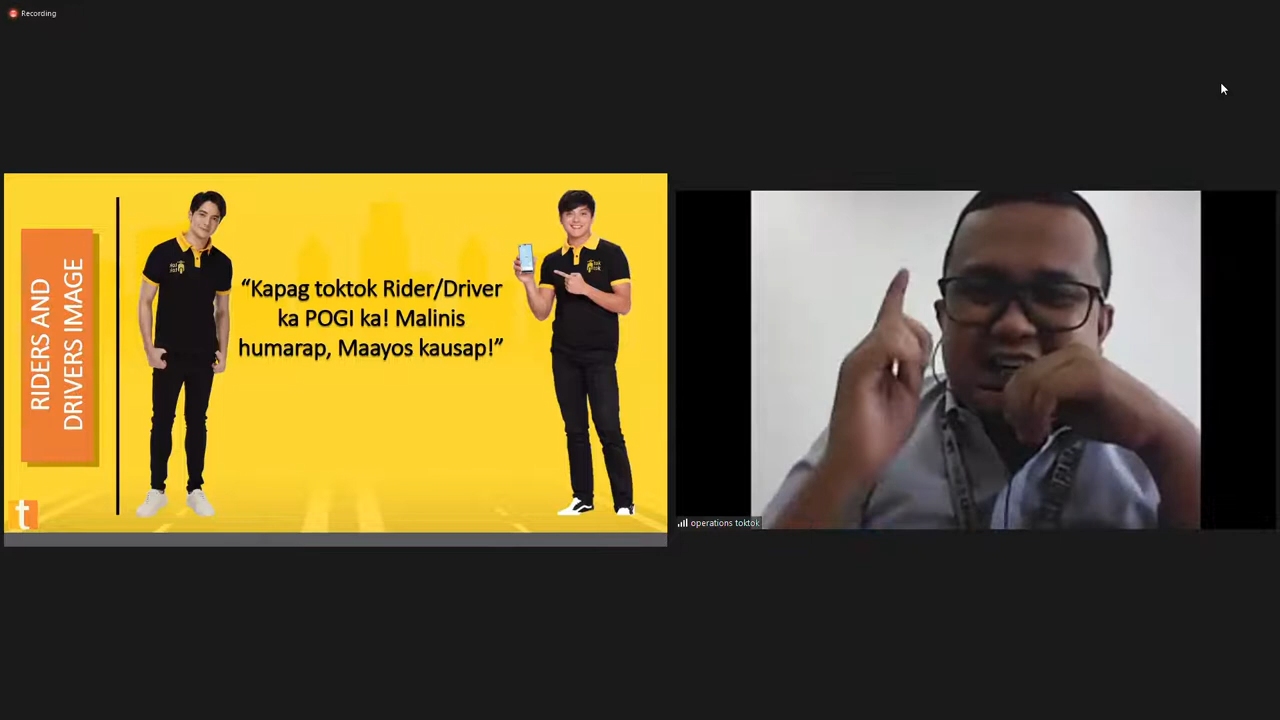 Recording
RIDERS AND
DRIVERS IMAGE
“Kapag toktok Rider/Driver
ka POGI ka! Malinis
humarap, Maayos kausap!”
t
operations toktok